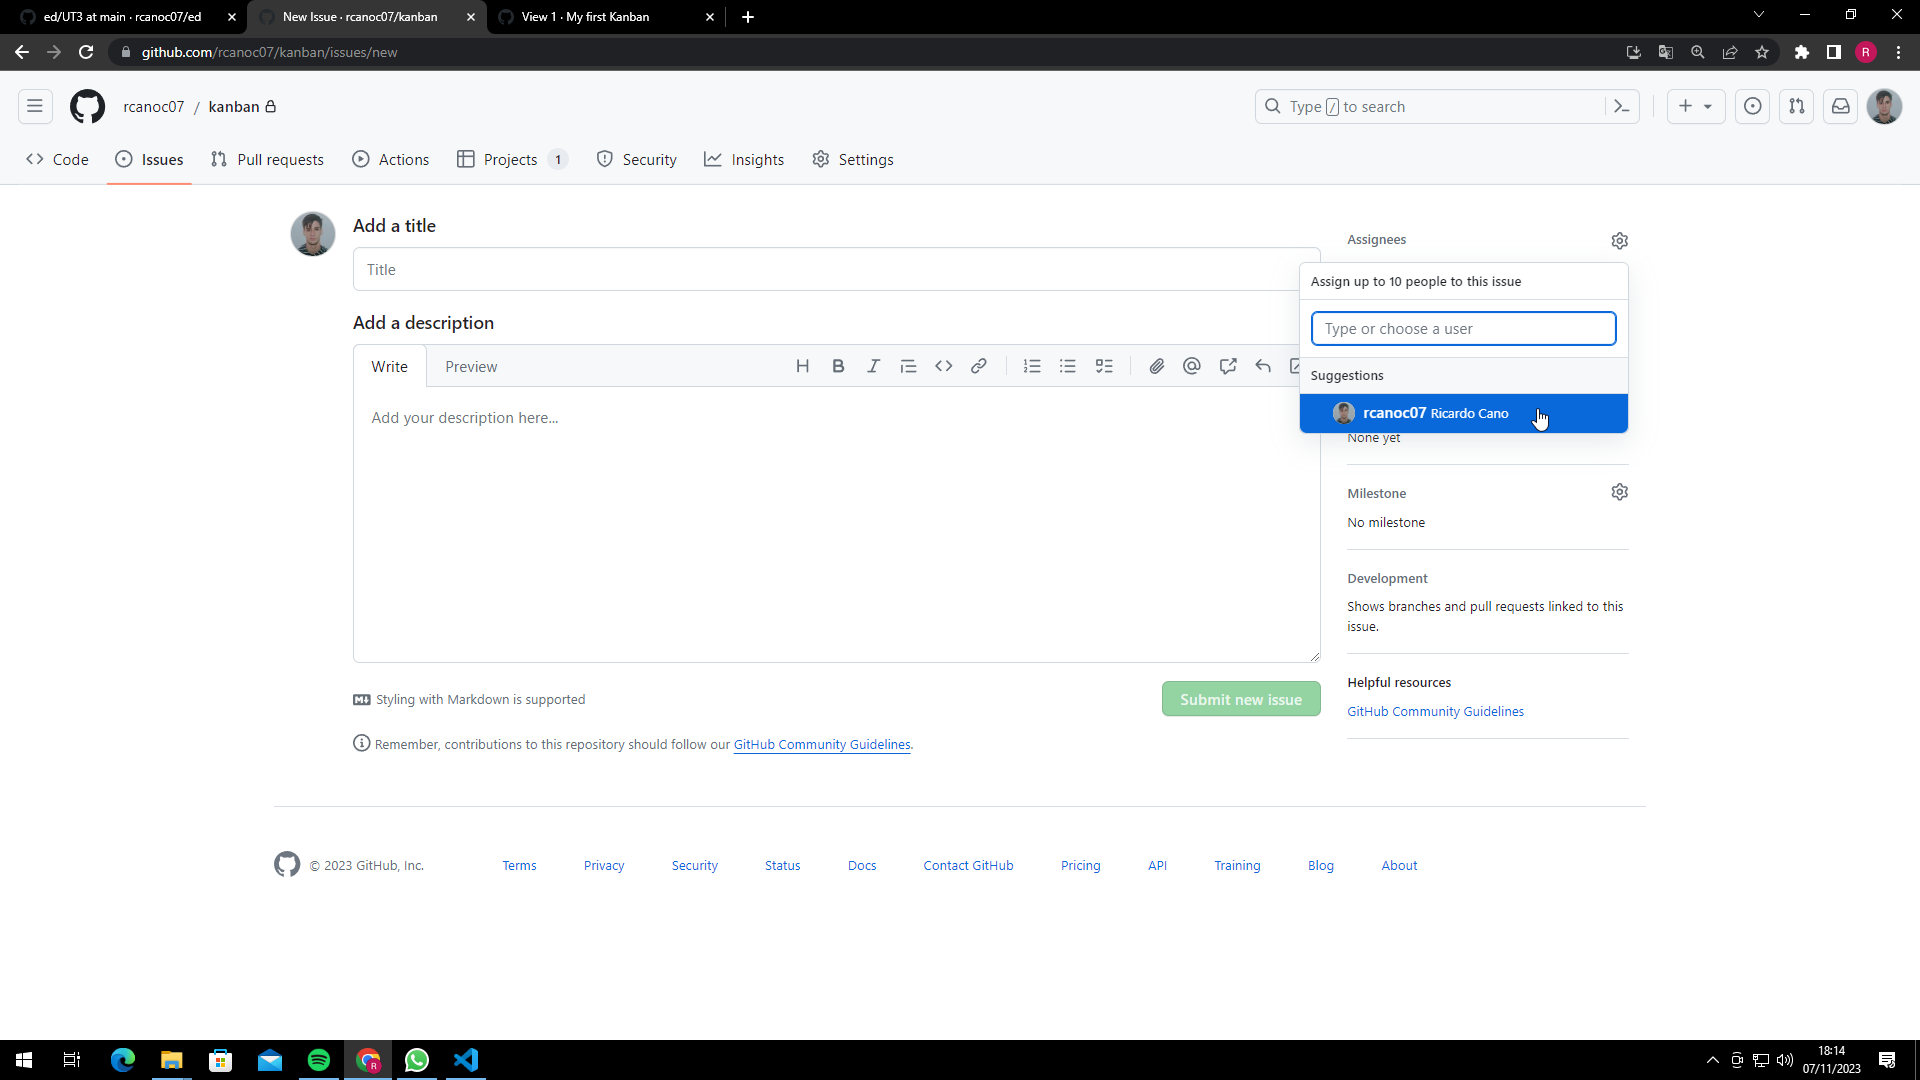 ed/UT3 at main · rcanoc07/ed
New Issue · rcanoc07/kanban
View 1 · My first Kanban
github.com/rcanoc07/kanban/issues/new
R
rcanoc07 / kanban
Type / to search
Code
Issues
Pull requests
Actions
Projects 1
Security
Insights
Settings
Add a title
Title
Add a description
Write
Preview
H B I
Add your description here...
Styling with Markdown is supported
Submit new issue
Remember, contributions to this repository should follow our GitHub Community Guidelines.
Assignees
Assign up to 10 people to this issue
Type or choose a user
Suggestions
rcanoc07 Ricardo Cano
None yet
Milestone
No milestone
Development
Shows branches and pull requests linked to this
issue.
Helpful resources
GitHub Community Guidelines
© 2023 GitHub, Inc.
Terms
Privacy
Security
Status
Docs
Contact GitHub
Pricing
API
Training
Blog
About
18:14
07/11/2023